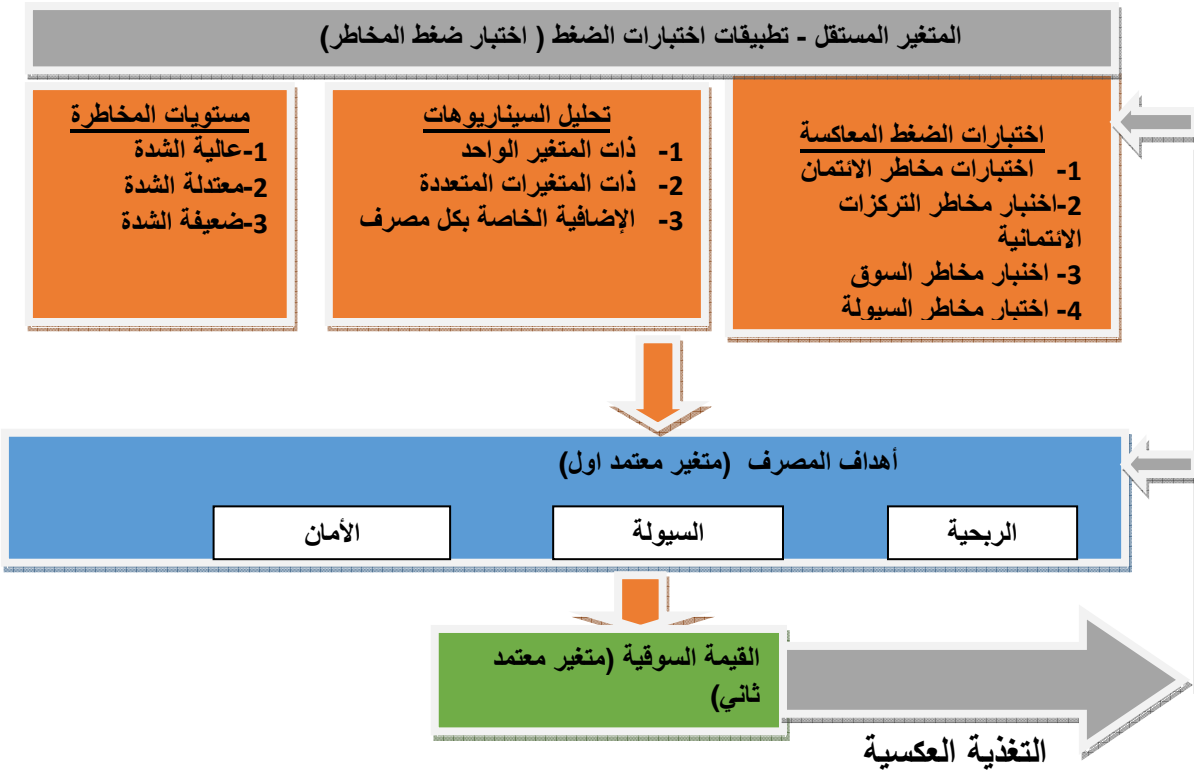 المتغير المستقل - تطبيقات اختبارات الضغط ( اختبار ضغط المخاطر)
اختبارات الضغط المعاكسة
1- اختبارات مخاطر الائتمان
2-اخنبار مخاطر التركزات
الائتمانية
3- اخنبار مخاطر السوق
4- اختبار مخاطر السيولة
تحليل السيناريوهات
1- ذات المتغير الواحد
2- ذات المتغيرات المتعددة
3- الإضافية الخاصة بكل مصرف
مستويات المخاطرة
1-عالية الشدة
2-معتدلة الشدة
3-ضعيفة الشدة
أهداف المصرف (متغير معتمد اول)
الربحية
السيولة
الأمان
القيمة السوقية (متغير معتمد
ثاني)
التغذية العكسية